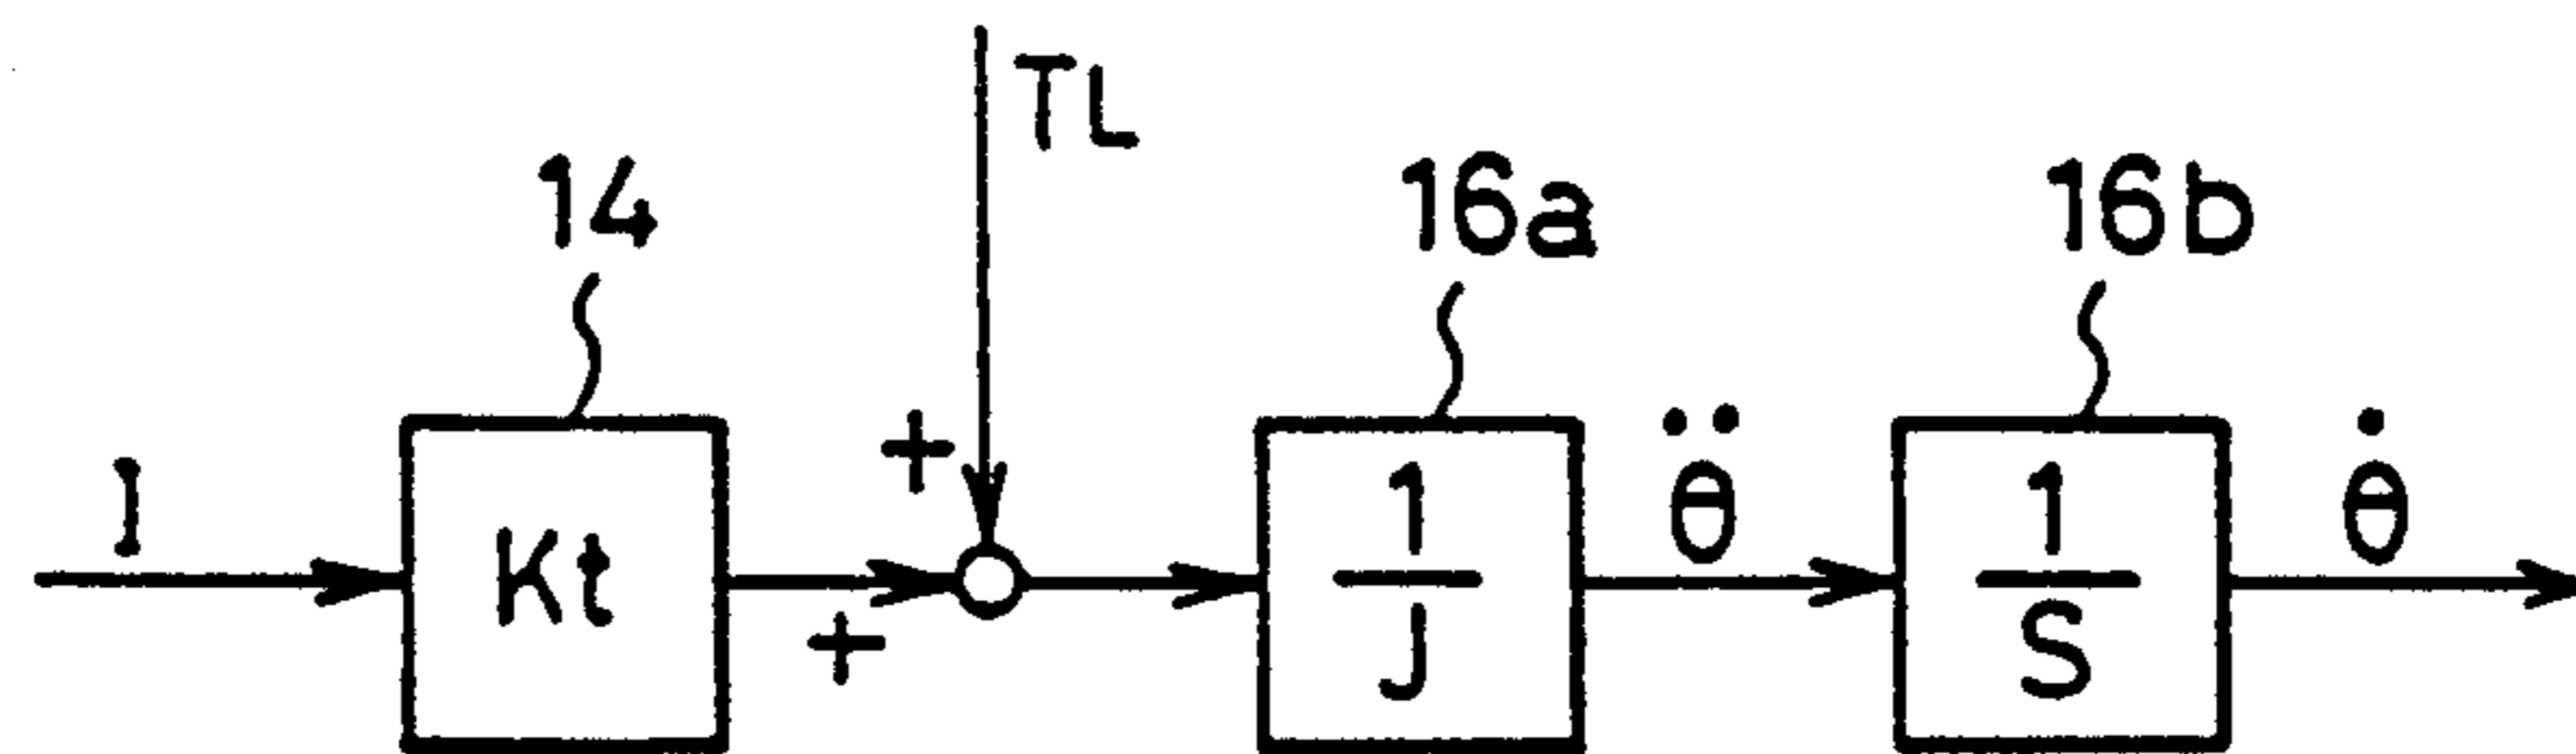 TL
14
16a
16b
I
Kt
+
+
1
J
θ̈
1
S
θ̇